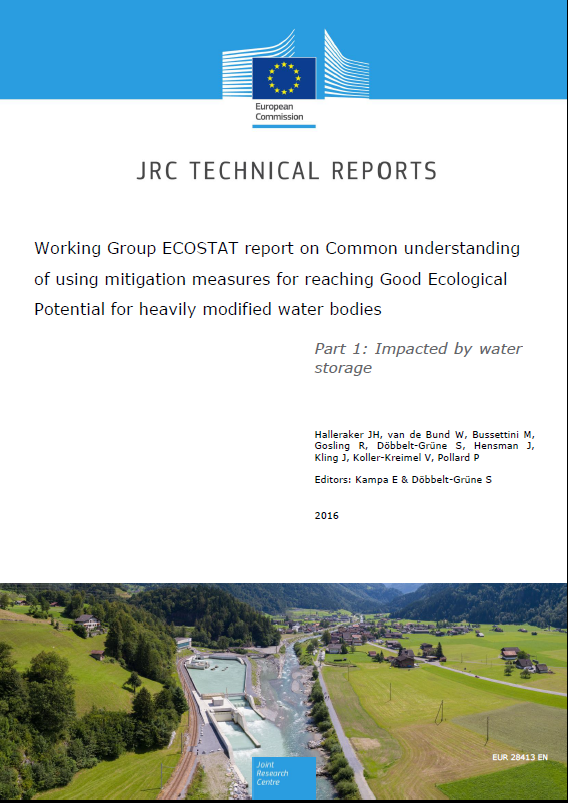 European
Commission
JRC TECHNICAL REPORTS
Working Group ECOSTAT report on Common understanding
of using mitigation measures for reaching Good Ecological
Potential for heavily modified water bodies
Part 1: Impacted by water
storage
Halleraker JH, van de Bund W, Bussettini M,
Gosling R, Döbbelt-Grüne S, Hensman J,
Kling J, Koller-Kreimel V, Pollard P
Editors: Kampa E & Döbbelt-Grüne S
2016
EUR 28413 EN
Joint
Research
Centre